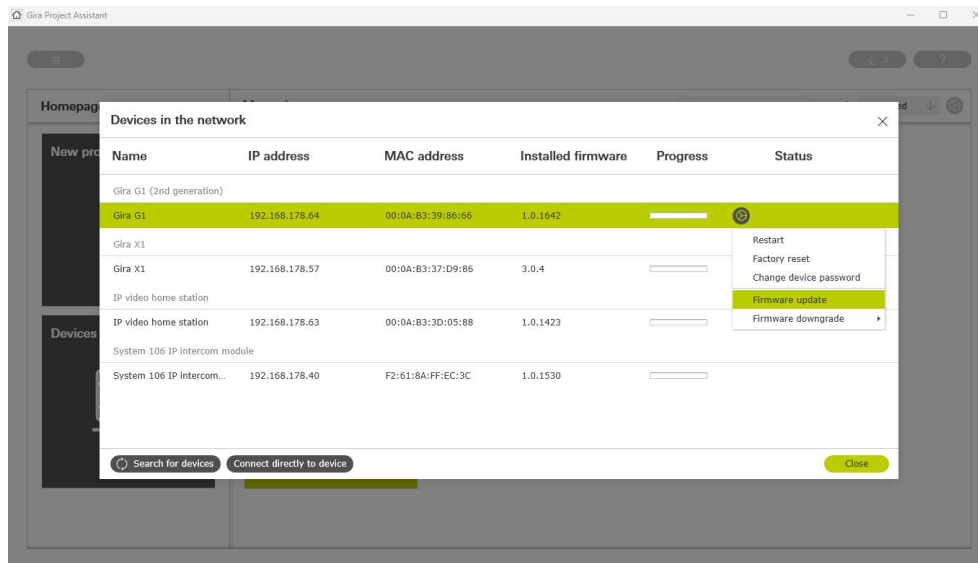 Gira Project Assistant
? 
Homepag
ed
New pro
Devices
Devices in the network
Name IP address MAC address Installed firmware Progress Status
Gira G1 (2nd generation)
Gira G1 192.168.178.64 00:0A:B3:39:86:66 1.0.1642
Restart
Gira X1
Factory reset
Gira X1 192.168.178.57 00:0A:B3:37:D9:86 3.0.4
Change device password
IP video home station
Firmware update
IP video home station 192.168.178.63 00:0A:B3:3D:05:88 1.0.1423
Firmware downgrade
System 106 IP intercom module
System 106 IP intercom... 192.168.178.40 F2:61:8A:FF:EC:3C 1.0.1530
Search for devices Connect directly to device Close